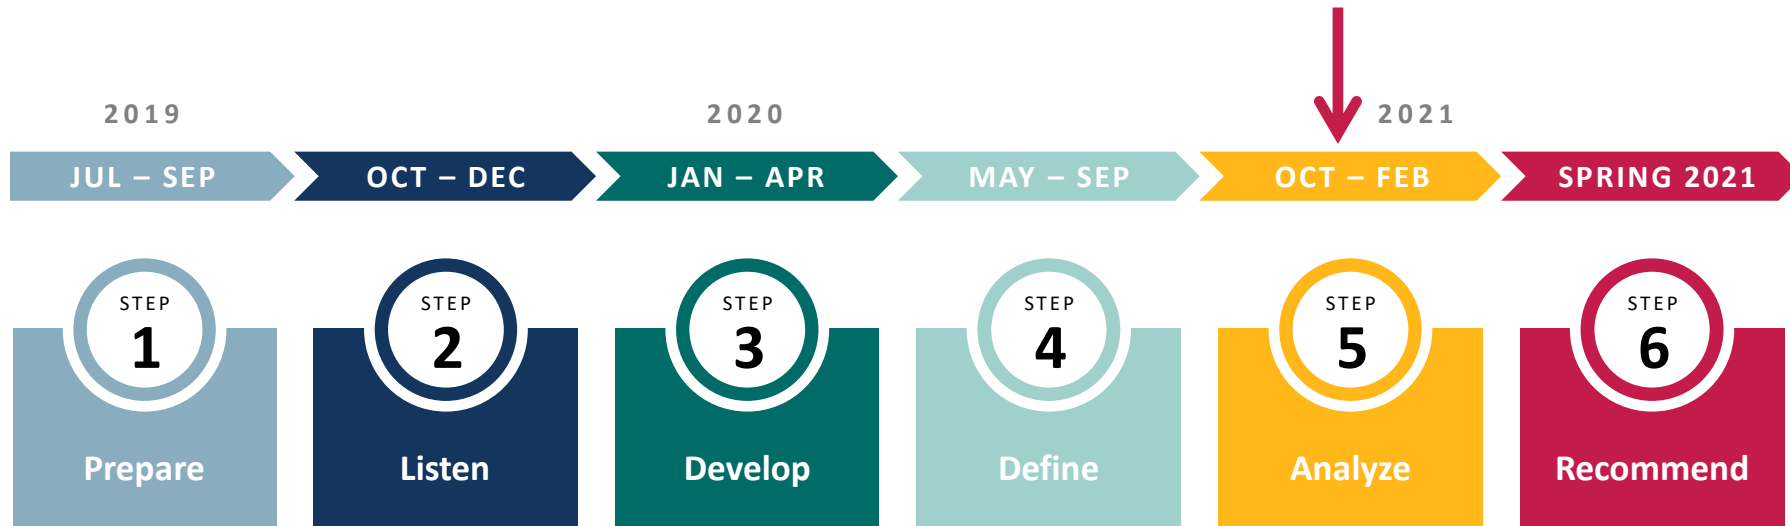 2019
2020
2021
JUL – SEP
OCT – DEC
JAN – APR
MAY – SEP
OCT – FEB
SPRING 2021
STEP
1
Prepare
STEP
2
Listen
STEP
3
Develop
STEP
4
Define
STEP
5
Analyze
STEP
6
Recommend